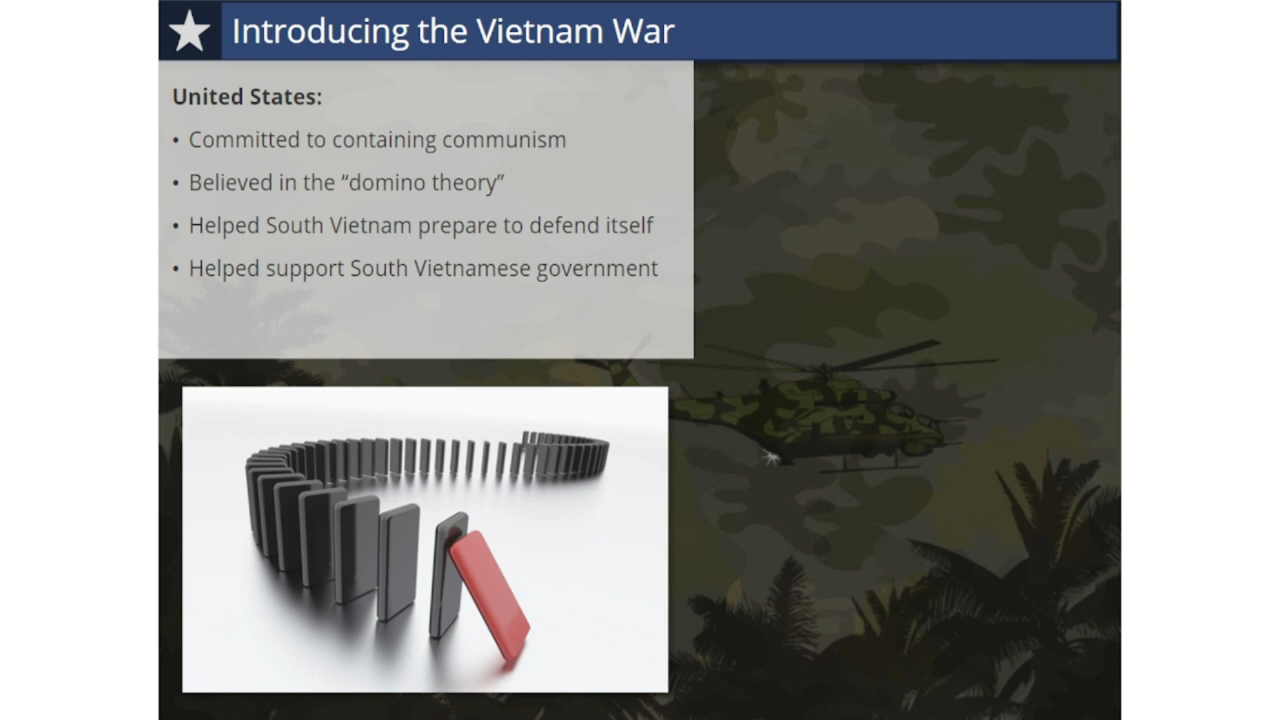 Introducing the Vietnam War
United States:
• Committed to containing communism
• Believed in the “domino theory”
• Helped South Vietnam prepare to defend itself
• Helped support South Vietnamese government